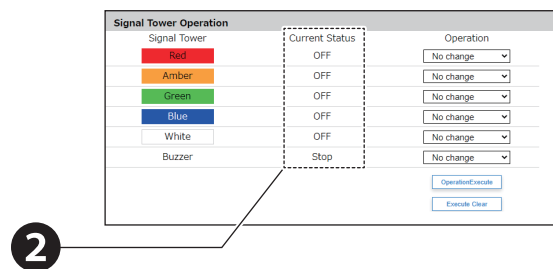 Signal Tower Operation
Signal Tower Current Status Operation
Red OFF No change
Amber OFF No change
Green OFF No change
Blue OFF No change
White OFF No change
Buzzer Stop No change
OperationExecute
Execute Clear
2